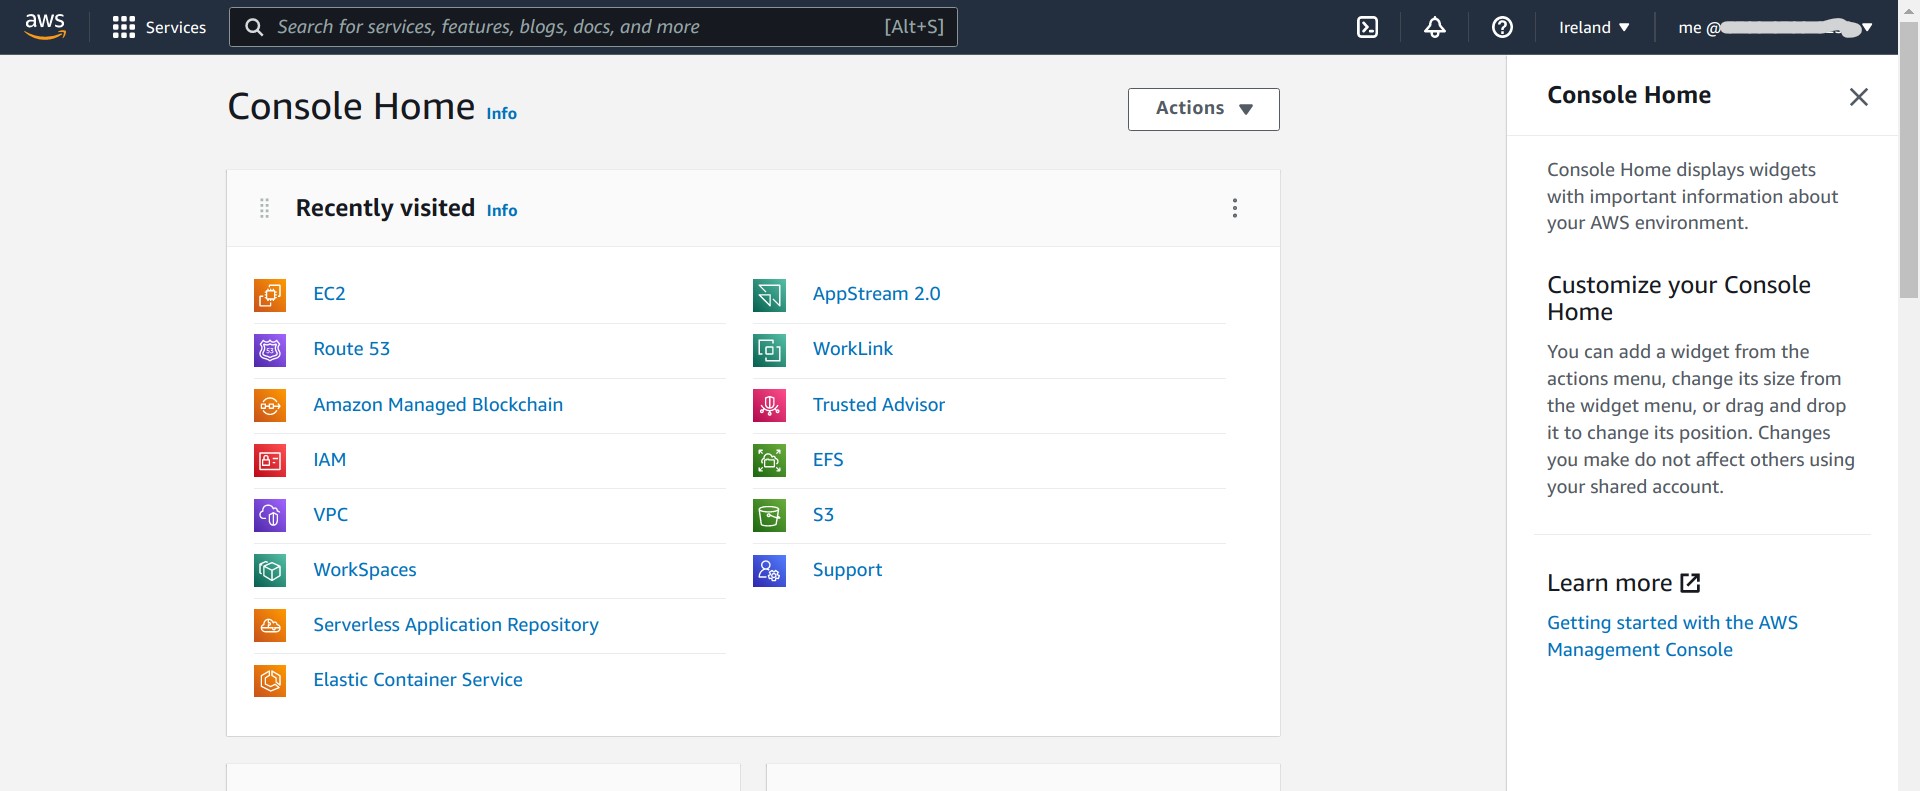 aws
Services
Search for services, features, blogs, docs, and more [Alt+S]
Ireland ▼
me @
Console Home Info
Actions ▼
Recently visited Info
EC2
Route 53
Amazon Managed Blockchain
IAM
VPC
WorkSpaces
Serverless Application Repository
Elastic Container Service
AppStream 2.0
WorkLink
Trusted Advisor
EFS
S3
Support
Console Home
Console Home displays widgets
with important information about
your AWS environment.
Customize your Console
Home
You can add a widget from the
actions menu, change its size from
the widget menu, or drag and drop
it to change its position. Changes
you make do not affect others using
your shared account.
Learn more
Getting started with the AWS
Management Console